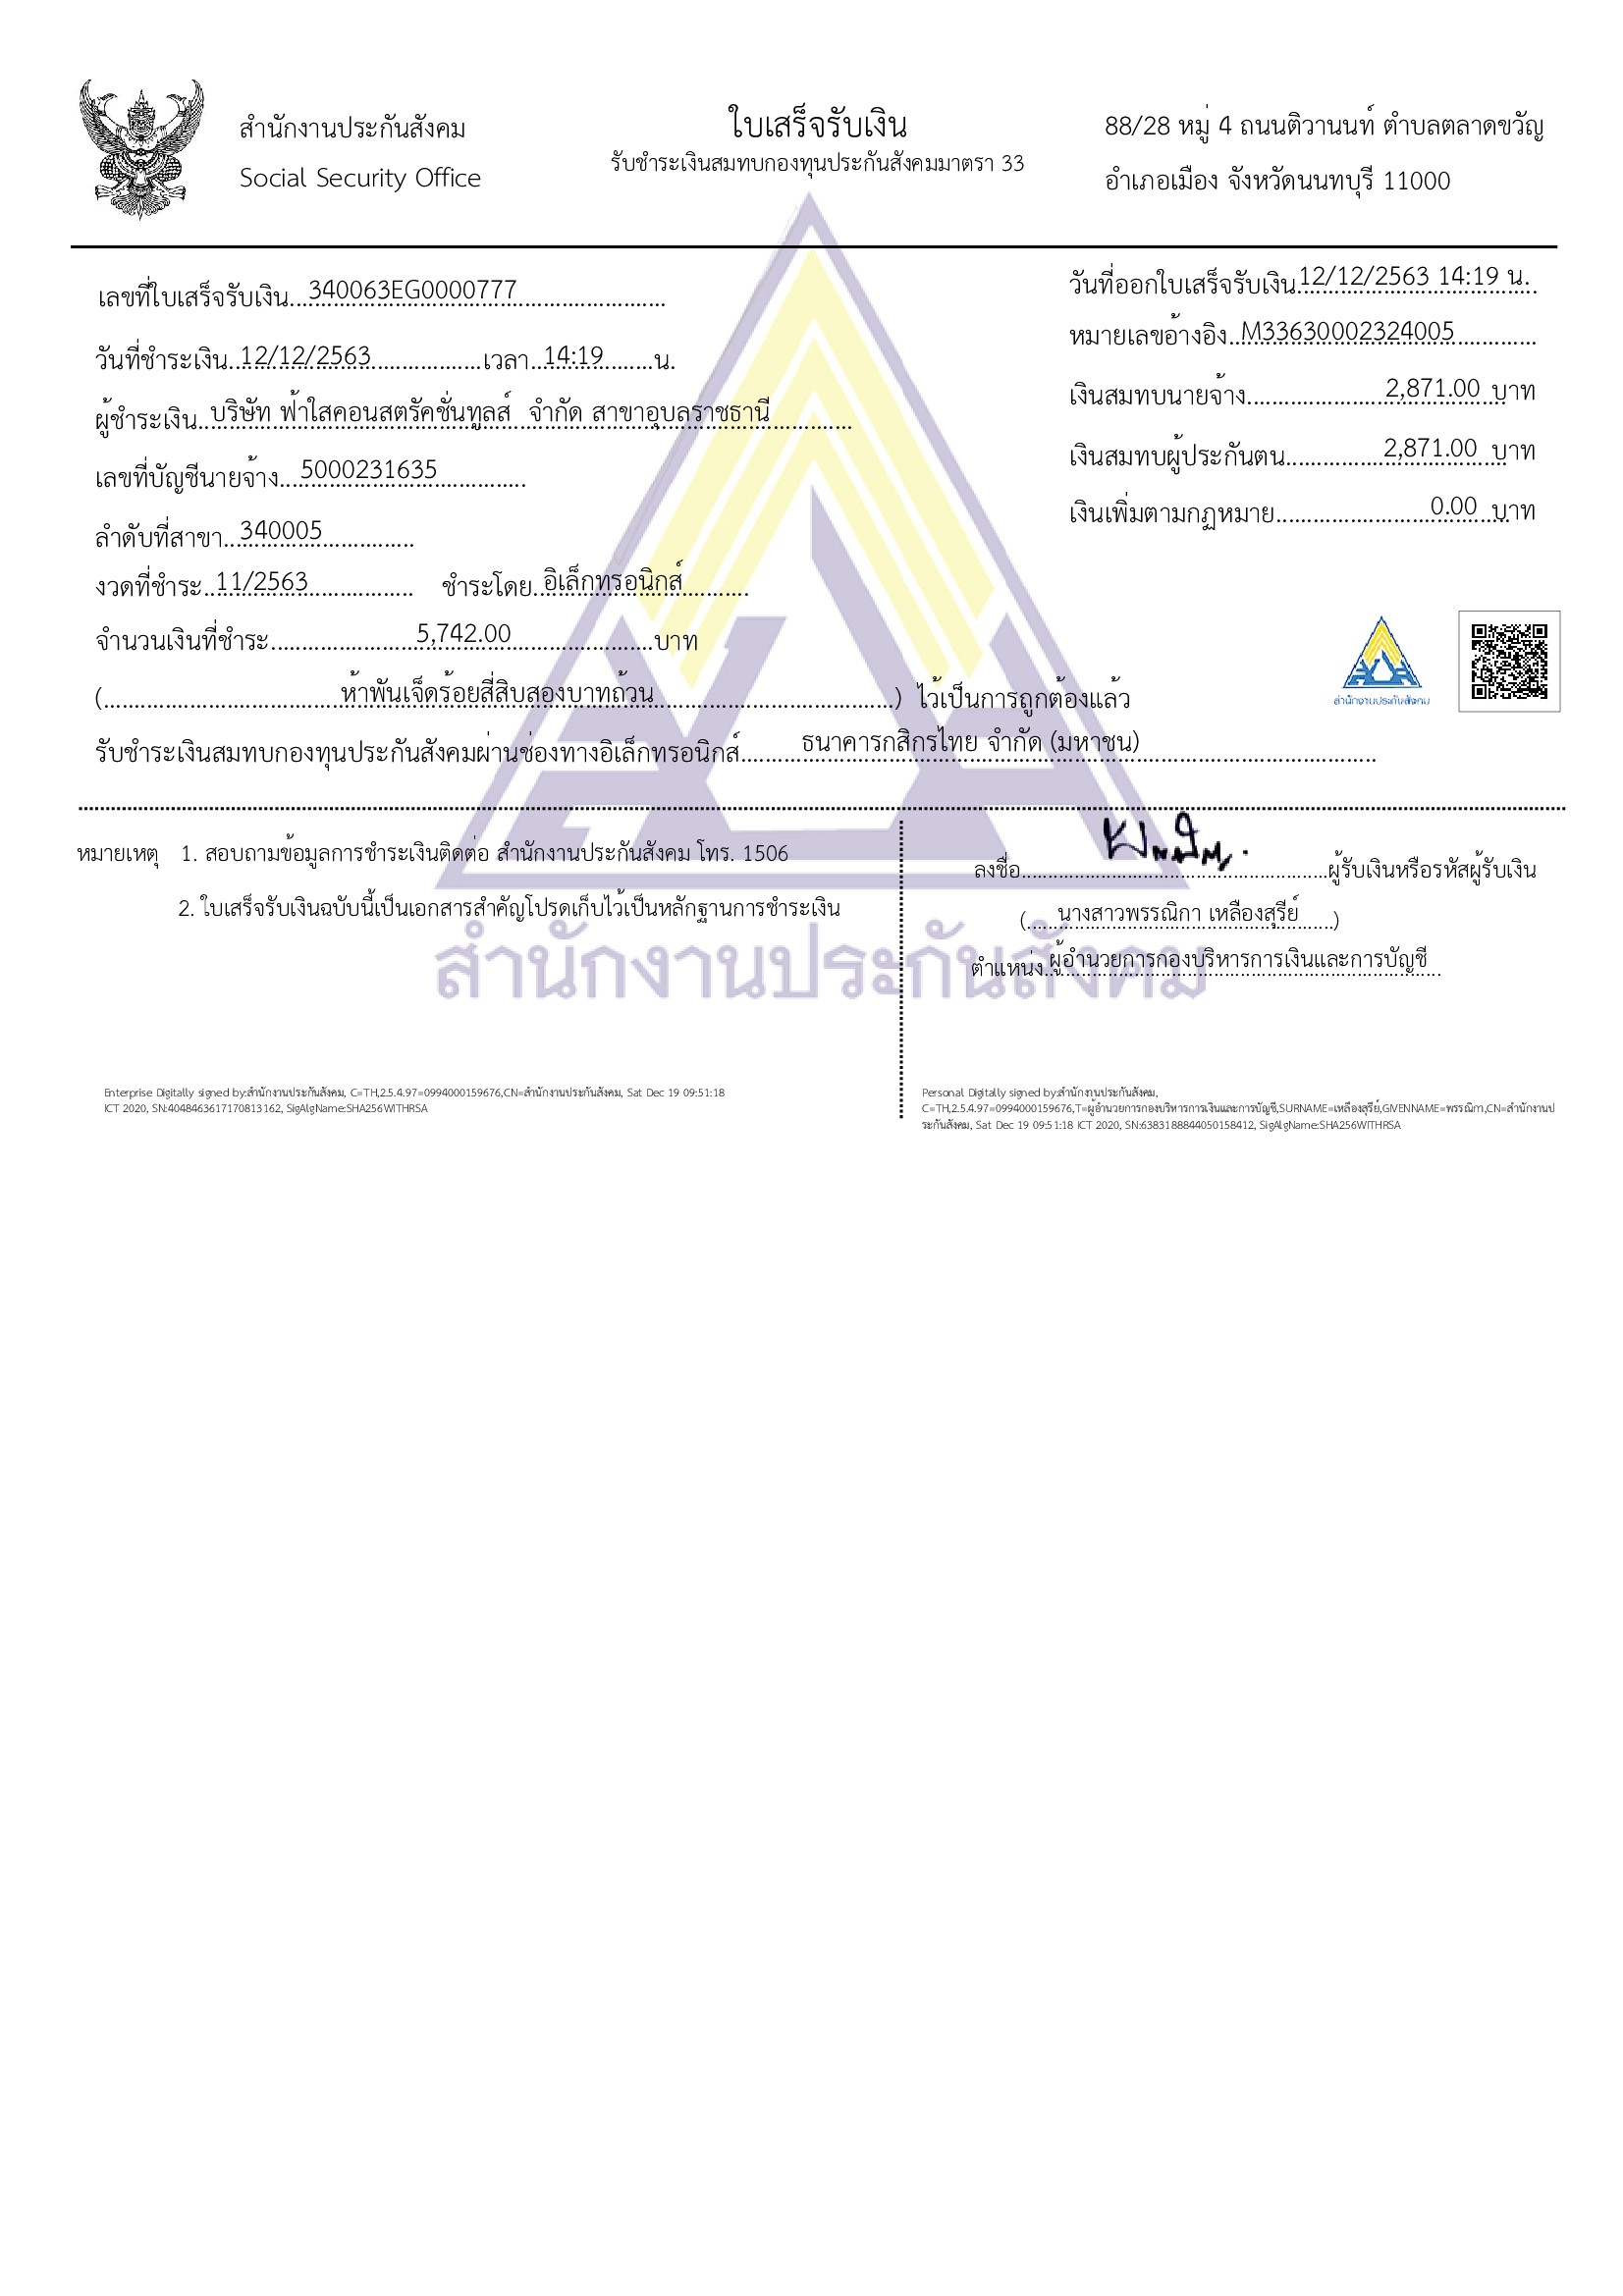 สำนักงานประกันสังคม
Social Security Office
ใบเสร็จรับเงิน
รับชำระเงินสมทบกองทุนประกันสังคมมาตรา 33
88/28 หมู่ 4 ถนนติวานนท์ ตำบลตลาดขวัญ
อำเภอเมือง จังหวัดนนทบุรี 11000
เลขที่ใบเสร็จรับเงิน 340063EG0000777
วันที่ออกใบเสร็จรับเงิน 12/12/2563 14:19 น.
หมายเลขอ้างอิง M33630002324005
วันที่ชำระเงิน 12/12/2563 เวลา 14:19 น.
เงินสมทบนายจ้าง 2,871.00 บาท
ผู้ชำระเงิน บริษัท ฟ้าใสคอนสตรัคชั่นทูลส์ จำกัด สาขาอุบลราชธานี
เงินสมทบผู้ประกันตน 2,871.00 บาท
เลขที่บัญชีนายจ้าง 5000231635
เงินเพิ่มตามกฎหมาย 0.00 บาท
ลำดับที่สาขา 340005
งวดที่ชำระ 11/2563 ชำระโดย อิเล็กทรอนิกส์
จำนวนเงินที่ชำระ 5,742.00 บาท
สำนักงานประกันสังคม
(ห้าพันเจ็ดร้อยสี่สิบสองบาทถ้วน) ไว้เป็นการถูกต้องแล้ว
รับชำระเงินสมทบกองทุนประกันสังคมผ่านช่องทางอิเล็กทรอนิกส์ ธนาคารกสิกรไทย จำกัด (มหาชน)
หมายเหตุ 1. สอบถามข้อมูลการชำระเงินติดต่อ สำนักงานประกันสังคม โทร. 1506
2. ใบเสร็จรับเงินฉบับนี้เป็นเอกสารสำคัญโปรดเก็บไว้เป็นหลักฐานการชำระเงิน
ลงชื่อ ผู้รับเงินหรือรหัสผู้รับเงิน
(นางสาวพรรณิกา เหลืองสุรีย์)
ตำแหน่ง ผู้อำนวยการกองบริหารการเงินและการบัญชี
สำนักงานประกันสังคม
Enterprise Digitally signed by:สำนักงานประกันสังคม, C=TH,2.5.4.97=0994000159676,CN=สำนักงานประกันสังคม, Sat Dec 19 09:51:18
ICT 2020, SN:4048463617170813162, SigAlgName:SHA256WITHRSA
Personal Digitally signed by:สำนักงานประกันสังคม,
C=TH,2.5.4.97=0994000159676,T=ผู้อำนวยการกองบริหารการเงินและการบัญชี,SURNAME=เหลืองสุรีย์,GIVENNAME=พรรณิกา,CN=สำนักงานป
ระกันสังคม, Sat Dec 19 09:51:18 ICT 2020, SN:6383188844050158412, SigAlgName:SHA256WITHRSA